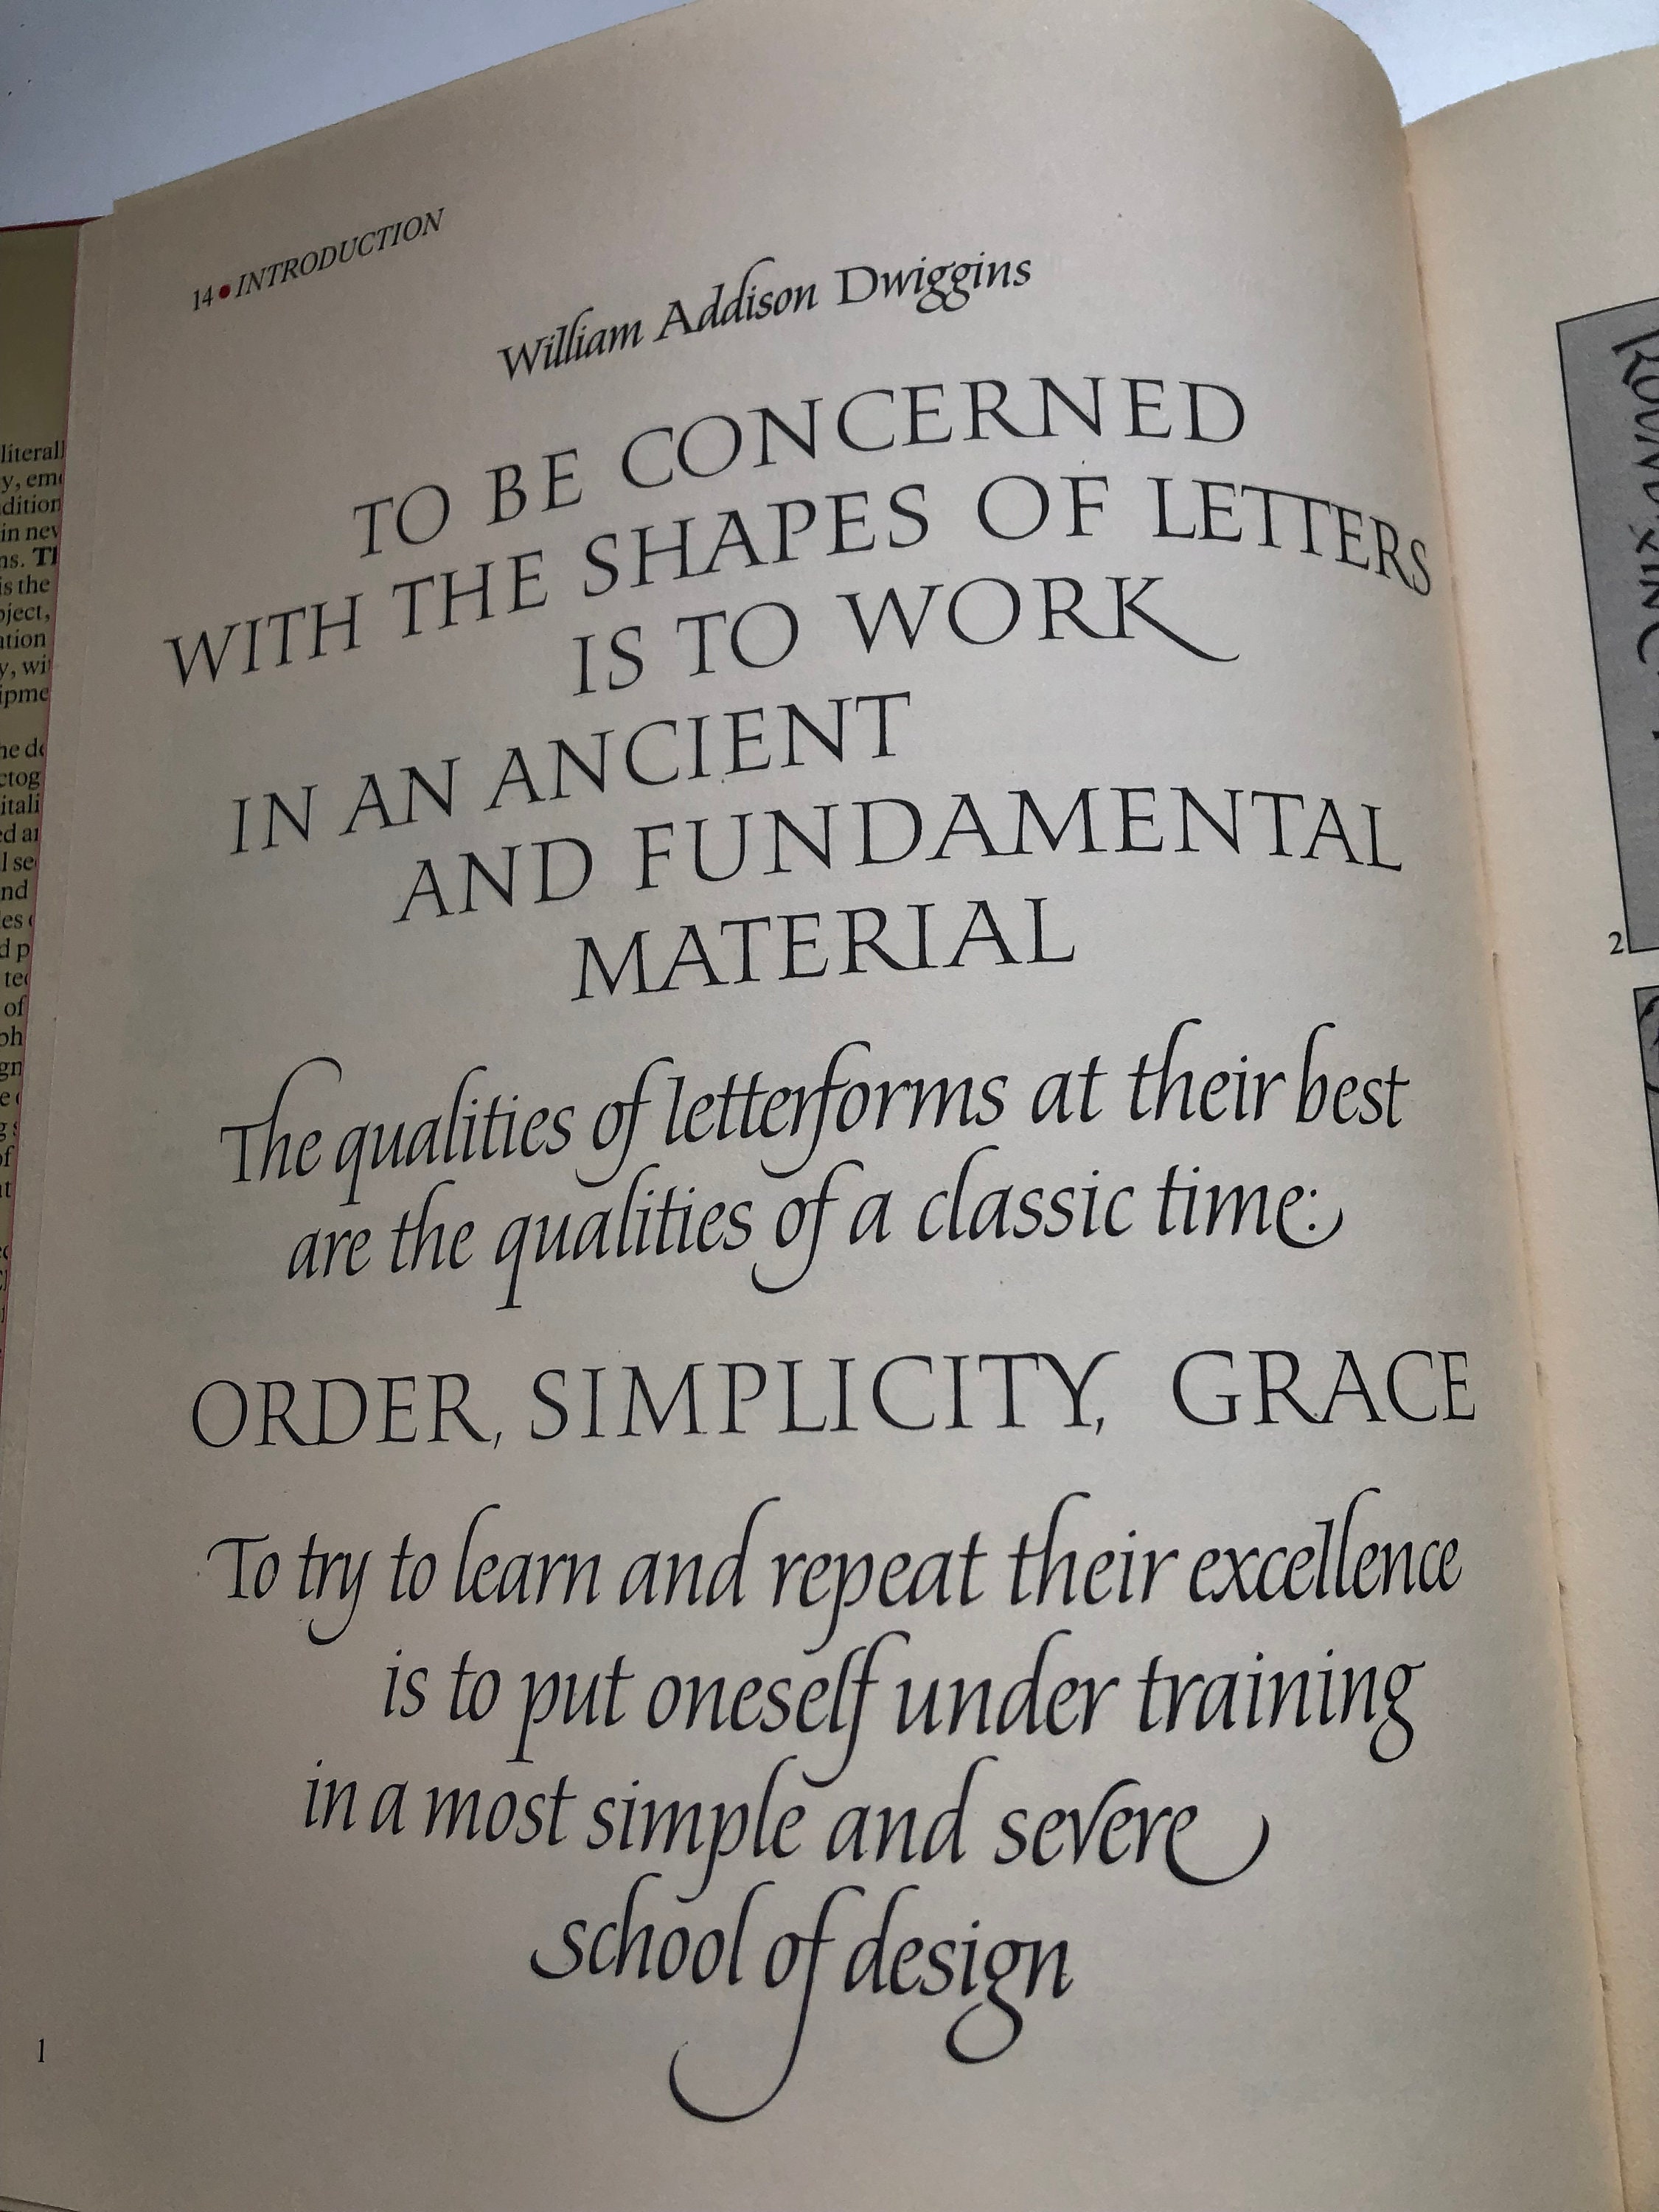 14 • INTRODUCTION
William Addison Dwiggins
TO BE CONCERNED
WITH THE SHAPES OF LETTERS
IS TO WORK
IN AN ANCIENT
AND FUNDAMENTAL
MATERIAL
The qualities of letterforms at their best
are the qualities of a classic time:
ORDER, SIMPLICITY, GRACE
To try to learn and repeat their excellence
is to put oneself under training
in a most simple and severe
school of design
1
2